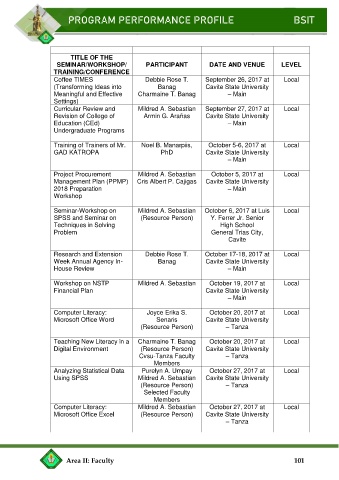 PROGRAM PERFORMANCE PROFILE BSIT
TITLE OF THE SEMINAR/WORKSHOP/ TRAINING/CONFERENCE PARTICIPANT DATE AND VENUE LEVEL
Coffee TIMES Debbie Rose T. September 26, 2017 at Local
(Transforming Ideas into Banag Cavite State University
Meaningful and Effective Charmaine T. Banag – Main
Settings)
Curricular Review and Mildred A. Sebastian September 27, 2017 at Local
Revision of College of Armin G. Arañas Cavite State University
Education (CEd) – Main
Undergraduate Programs
Training of Trainers of Mr. Noel B. Manarpiis, October 5-6, 2017 at Local
GAD KATROPA PhD Cavite State University
– Main
Project Procurement Mildred A. Sebastian October 5, 2017 at Local
Management Plan (PPMP) Cris Albert P. Cajigas Cavite State University
2018 Preparation – Main
Workshop
Seminar-Workshop on Mildred A. Sebastian October 6, 2017 at Luis Local
SPSS and Seminar on (Resource Person) Y. Ferrer Jr. Senior
Techniques in Solving High School
Problem General Trias City,
Cavite
Research and Extension Debbie Rose T. October 17-18, 2017 at Local
Week Annual Agency In- Banag Cavite State University
House Review – Main
Workshop on NSTP Mildred A. Sebastian October 19, 2017 at Local
Financial Plan Cavite State University
– Main
Computer Literacy: Joyce Erika S. October 20, 2017 at Local
Microsoft Office Word Senaris Cavite State University
(Resource Person) – Tanza
Teaching New Literacy in a Charmaine T. Banag October 20, 2017 at Local
Digital Environment (Resource Person) Cavite State University
Cvsu-Tanza Faculty – Tanza
Members
Analyzing Statistical Data Purolyn A. Umpay October 27, 2017 at Local
Using SPSS Mildred A. Sebastian Cavite State University
(Resource Person) – Tanza
Selected Faculty
Members
Computer Literacy: Mildred A. Sebastian October 27, 2017 at Local
Microsoft Office Excel (Resource Person) Cavite State University
– Tanza
Area II: Faculty 101